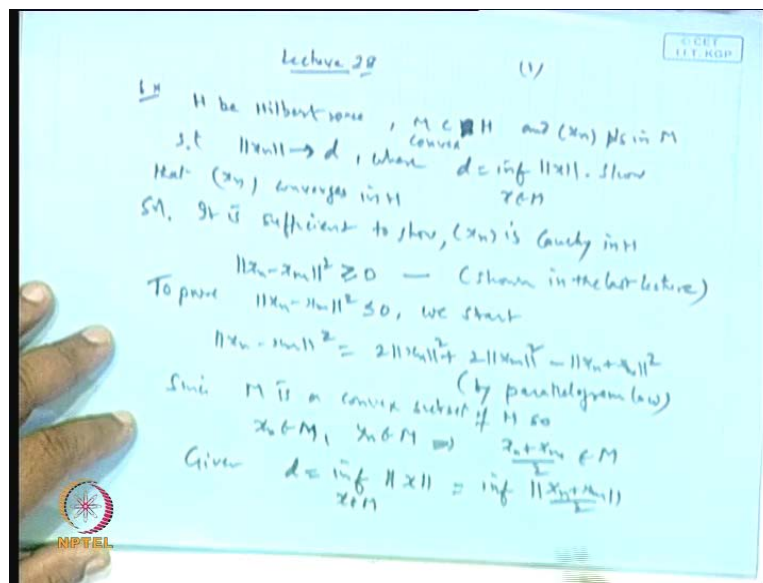 Lecture 28 (1)
© CET
I.I.T. KGP
H be Hilbert space, M ⊂ H and (xn) is in M
convex
s.t ||xn|| → d, where d = inf ||x||. Show
x∈M
that (xn) converges in H
Sol. It is sufficient to show, (xn) is Cauchy in H
||xn - xm||² ≥ 0 — (Shown in the last lecture)
To prove ||xn - xm||² ≤ 0, we start
||xn - xm||² = 2||xn||² + 2||xm||² - ||xn + xm||²
(by parallelogram law)
Since M is a convex subset of H so
xn ∈ M, xm ∈ M ⇒ (xn + xm)/2 ∈ M
Given d = inf ||x|| = inf ||(xn + xm)/2||
x∈M
NPTEL